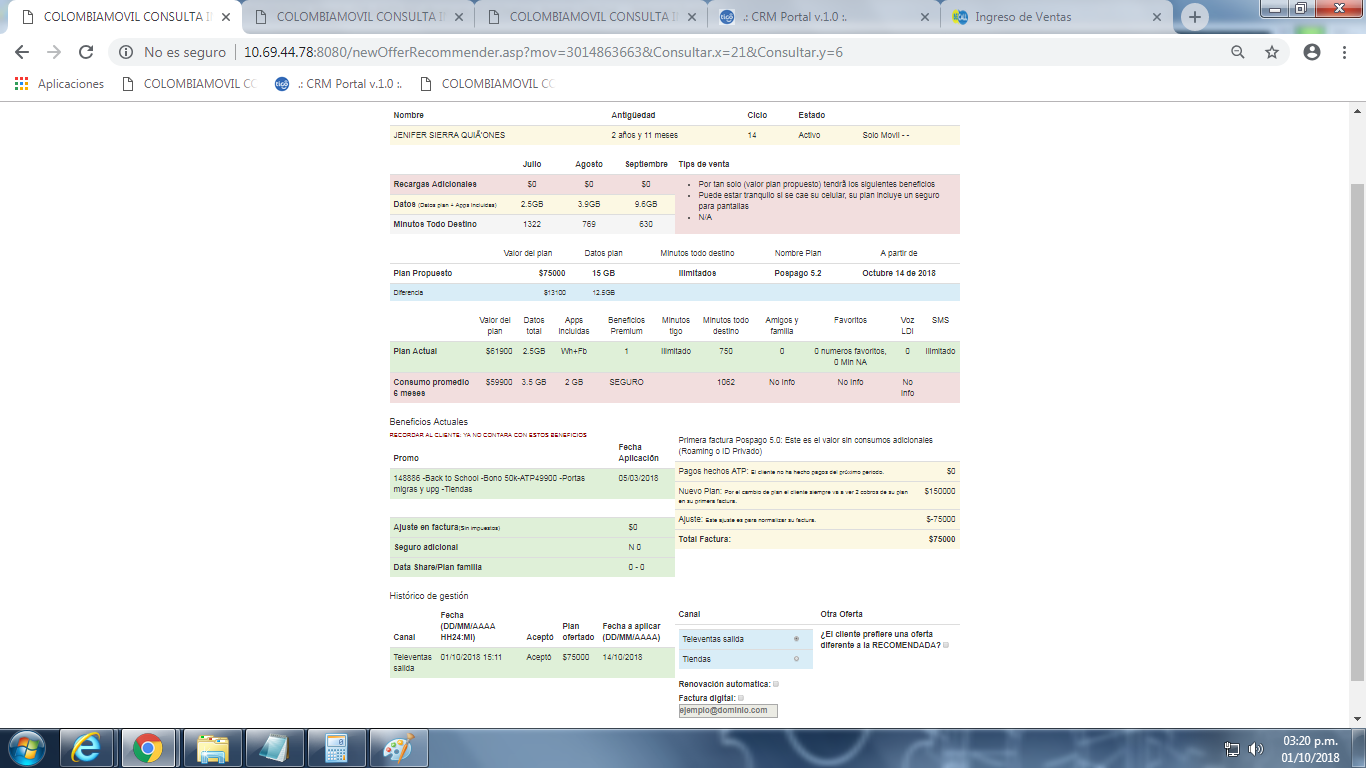 COLOMBIAMOVIL CONSULTA I COLOMBIAMOVIL CONSULTA I COLOMBIAMOVIL CONSULTA I .: CRM Portal v.1.0 :. Ingreso de Ventas
No es seguro 10.69.44.78:8080/newOfferRecommender.asp?mov=3014863663&Consultar.x=21&Consultar.y=6
Aplicaciones COLOMBIAMOVIL CO .: CRM Portal v.1.0 :. COLOMBIAMOVIL CO
Nombre Antigüedad Ciclo Estado
JENIFER SIERRA QUIÃ'ONES 2 años y 11 meses 14 Activo Solo Movil - -
Julio Agosto Septiembre Tips de venta
Recargas Adicionales $0 $0 $0
Datos (Datos plan + Apps incluidas) 2.5GB 3.9GB 9.6GB
Minutos Todo Destino 1322 769 630
Por tan solo (valor plan propuesto) tendrá los siguientes beneficios
Puede estar tranquilo si se cae su celular, su plan incluye un seguro
para pantallas
N/A
Valor del plan Datos plan Minutos todo destino Nombre Plan A partir de
Plan Propuesto $75000 15 GB Ilimitados Pospago 5.2 Octubre 14 de 2018
Diferencia $13100 12.5GB
Valor del Datos Apps Beneficios Minutos Minutos todo Amigos y Favoritos Voz SMS
plan total incluidas Premium tigo destino familia LDI
Plan Actual $61900 2.5GB Wh+Fb 1 Ilimitado 750 0 0 numeros favoritos, 0 Ilimitado
0 Min NA
Consumo promedio $59900 3.5 GB 2 GB SEGURO 1062 No Info No Info No
6 meses Info
Beneficios Actuales
RECORDAR AL CLIENTE: YA NO CONTARA CON ESTOS BENEFICIOS
Promo Fecha
Aplicación
148886 -Back to School -Bono 50k-ATP49900 -Portas 05/03/2018
migras y upg -Tiendas
Ajuste en factura(Sin impuestos) $0
Seguro adicional N 0
Data Share/Plan familia 0 - 0
Primera factura Pospago 5.0: Este es el valor sin consumos adicionales
(Roaming o ID Privado)
Pagos hechos ATP: El cliente no ha hecho pagos del próximo periodo. $0
Nuevo Plan: Por el cambio de plan el cliente siempre va a ver 2 cobros de su plan $150000
en su primera factura.
Ajuste: Este ajuste es para normalizar su factura. $-75000
Total Factura: $75000
Histórico de gestión
Canal Fecha
(DD/MM/AAAA
HH24:MI) Aceptó Plan
ofertado Fecha a aplicar
(DD/MM/AAAA)
Televentas 01/10/2018 15:11 Aceptó $75000 14/10/2018
salida
Canal Otra Oferta
Televentas salida
Tiendas
¿El cliente prefiere una oferta
diferente a la RECOMENDADA?
Renovación automatica:
Factura digital:
ejemplo@dominio.com
03:20 p.m.
01/10/2018